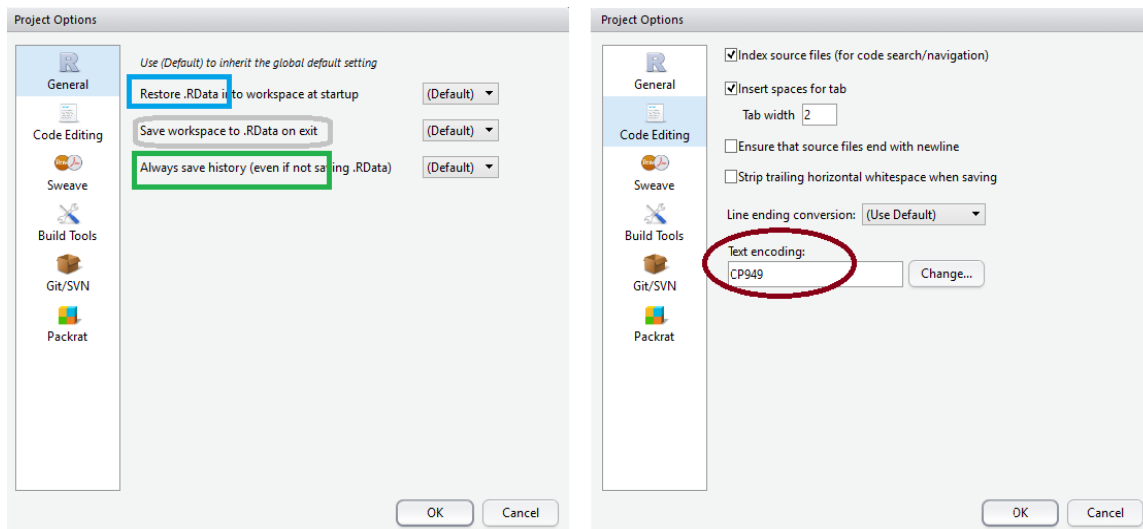 Project Options
General
Code Editing
Sweave
Build Tools
Git/SVN
Packrat
Use (Default) to inherit the global default setting
Restore .RData into workspace at startup (Default)
Save workspace to .RData on exit (Default)
Always save history (even if not saving .RData) (Default)
OK Cancel
Project Options
General
Code Editing
Sweave
Build Tools
Git/SVN
Packrat
Index source files (for code search/navigation)
Insert spaces for tab
Tab width 2
Ensure that source files end with newline
Strip trailing horizontal whitespace when saving
Line ending conversion: (Use Default)
Text encoding:
CP949 Change...
OK Cancel